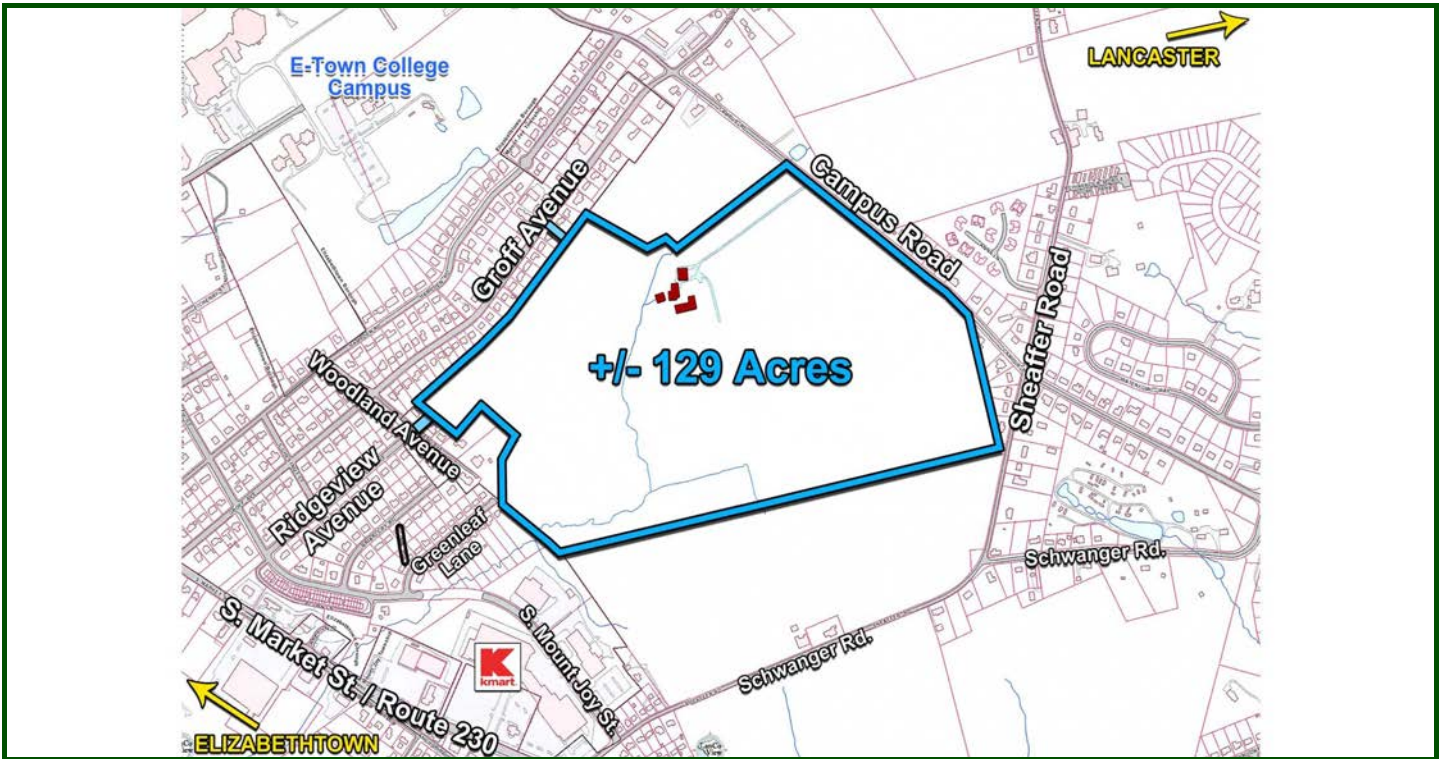 E-Town College
Campus
LANCASTER
Groff Avenue
Campus Road
+/- 129 Acres
Sheaffer Road
Woodland Avenue
Ridgeview
Avenue
Greenleaf
Lane
Schwanger Rd.
S. Mount Joy St.
K
kmart
Schwanger Rd.
S. Market St. / Route 230
ELIZABETHTOWN